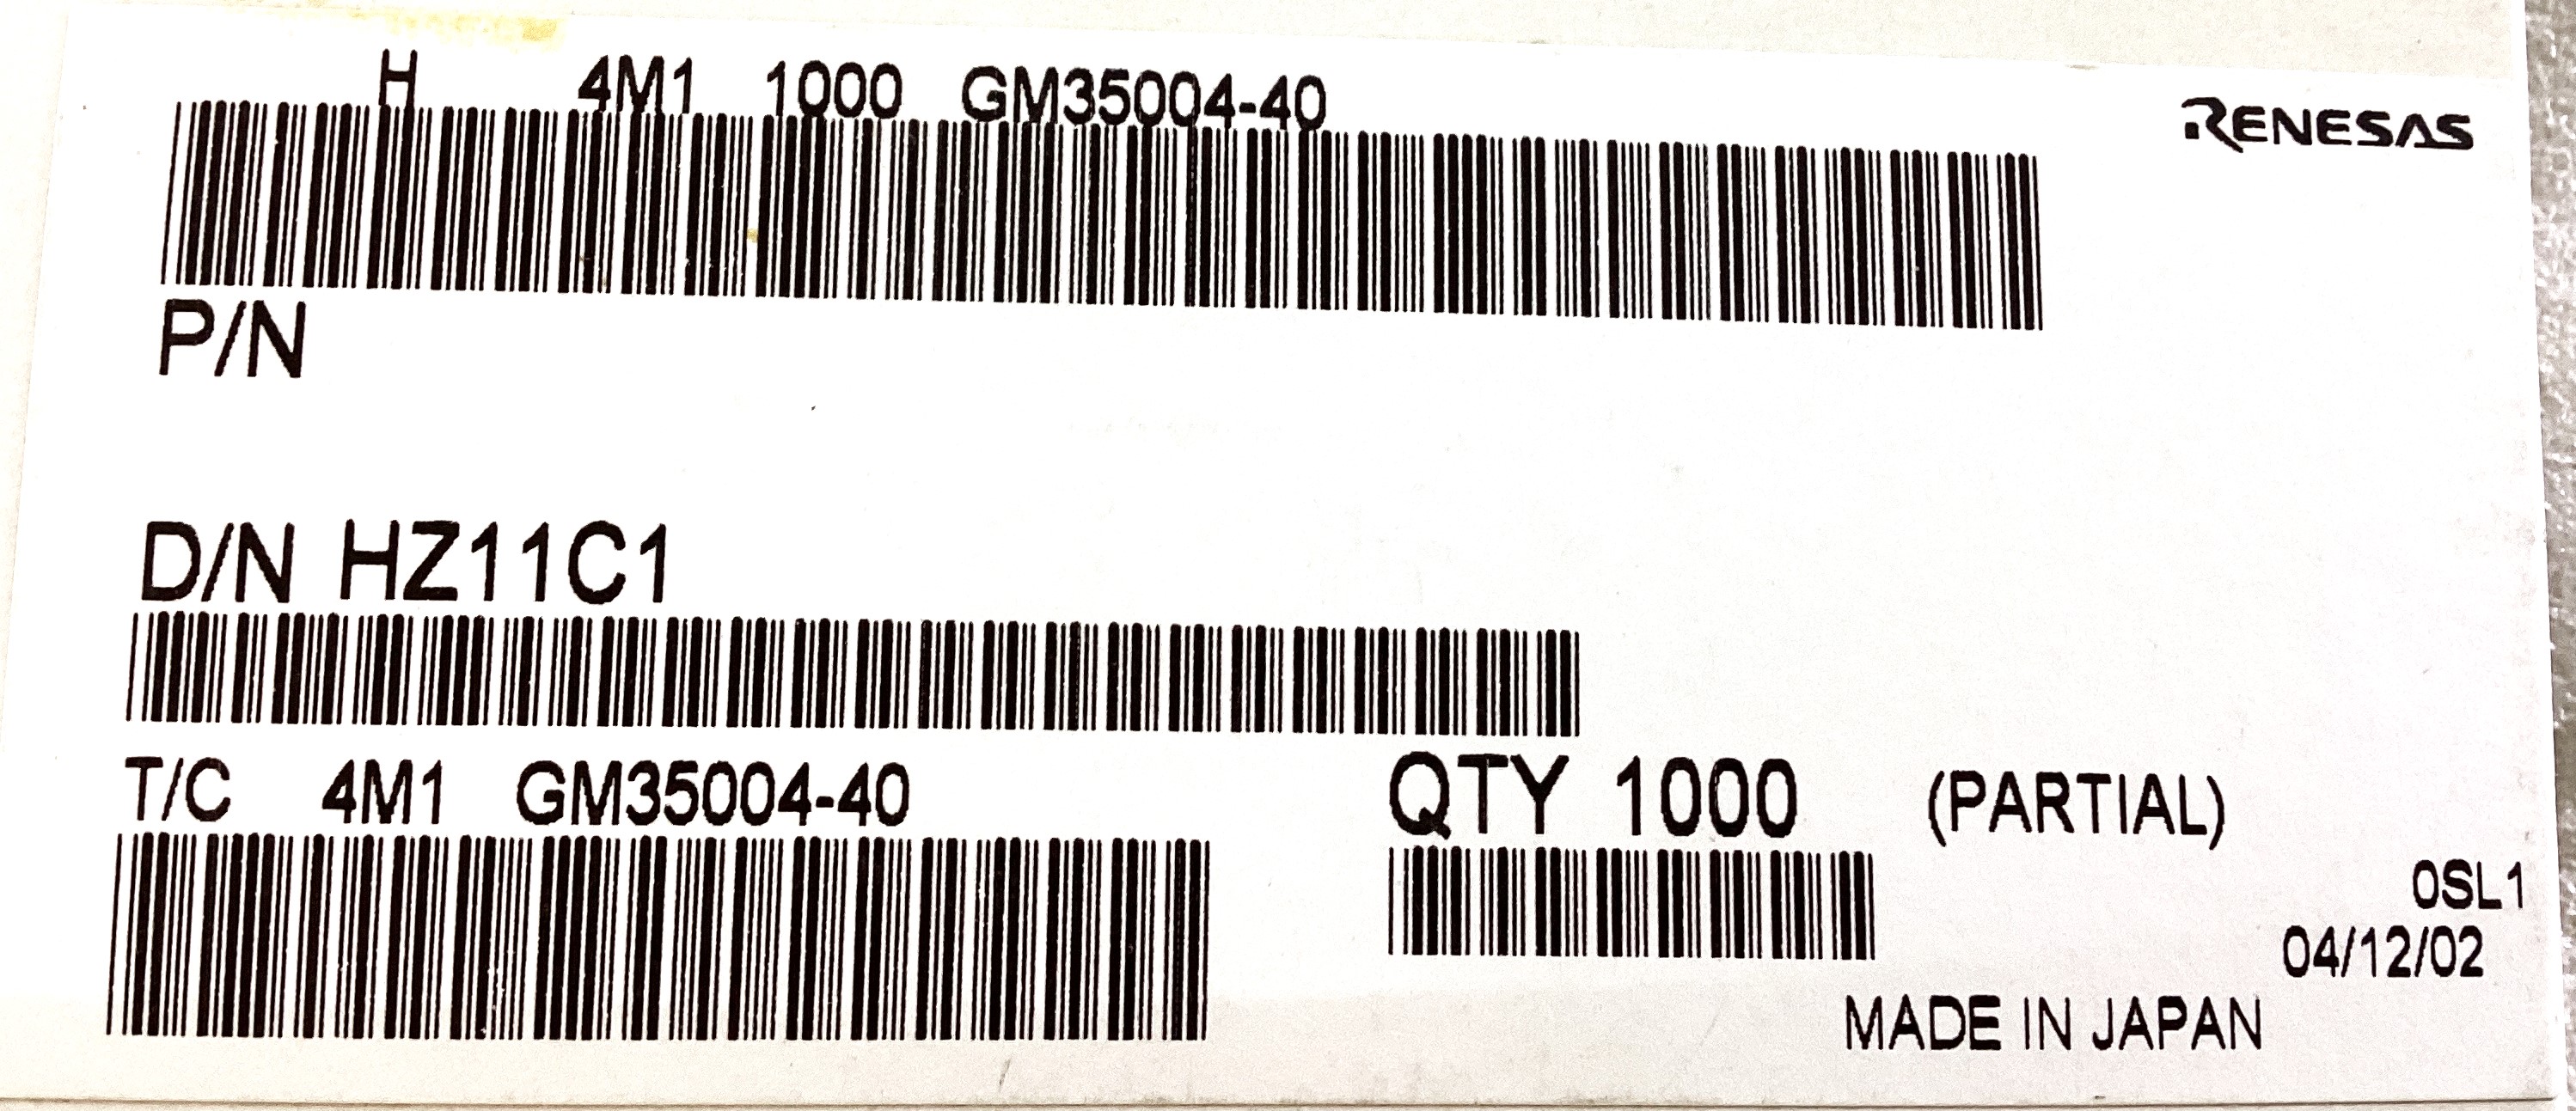 H 4M1 1000 GM35004-40
RENESAS
P/N
D/N HZ11C1
T/C 4M1 GM35004-40
QTY 1000 (PARTIAL)
0SL1
04/12/02
MADE IN JAPAN